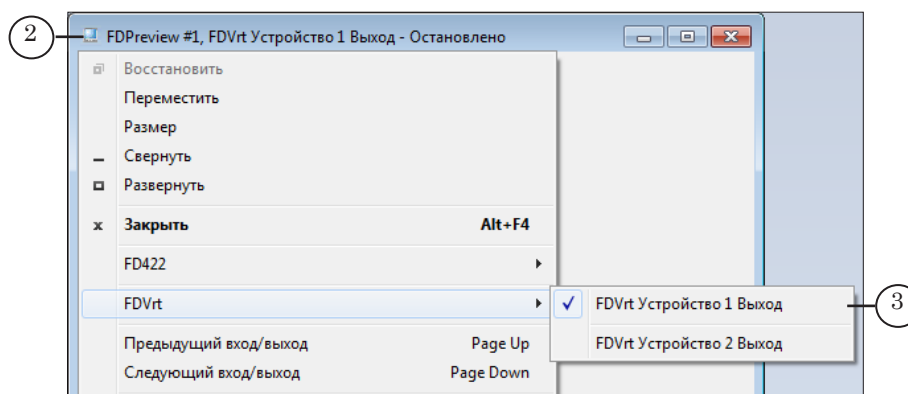 2
FDPreview #1, FDVrt Устройство 1 Выход - Остановлено
Восстановить
Переместить
Размер
Свернуть
Развернуть
Закрыть Alt+F4
FD422
FDVrt
FDVrt Устройство 1 Выход
3
FDVrt Устройство 2 Выход
Предыдущий вход/выход Page Up
Следующий вход/выход Page Down